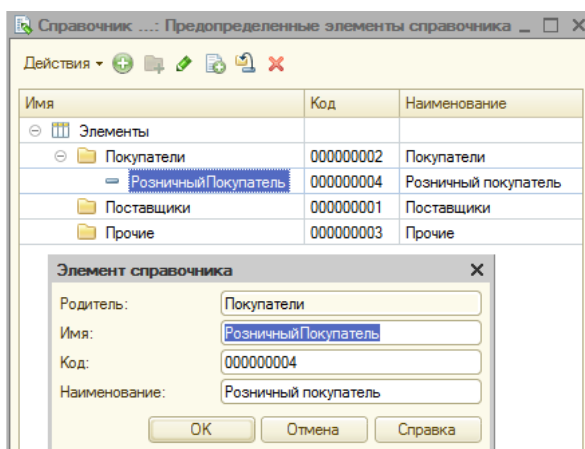 Справочник ...: Предопределенные элементы справочника
Действия
Имя Код Наименование
Элементы
Покупатели 000000002 Покупатели
РозничныйПокупатель 000000004 Розничный покупатель
Поставщики 000000001 Поставщики
Прочие 000000003 Прочие
Элемент справочника
Родитель: Покупатели
Имя: РозничныйПокупатель
Код: 000000004
Наименование: Розничный покупатель
OK Отмена Справка